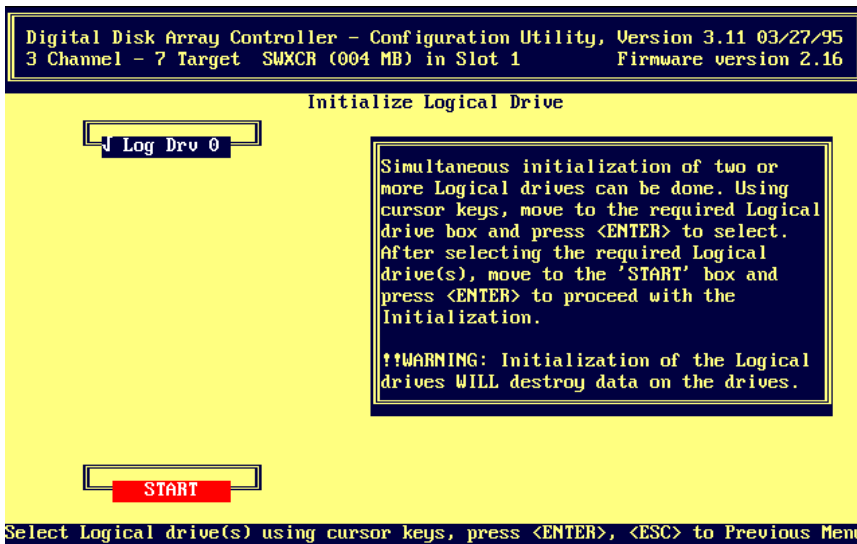 Digital Disk Array Controller - Configuration Utility, Version 3.11 03/27/95
3 Channel - 7 Target SWXCR (004 MB) in Slot 1 Firmware version 2.16
Initialize Logical Drive
√ Log Drv 0
Simultaneous initialization of two or
more Logical drives can be done. Using
cursor keys, move to the required Logical
drive box and press <ENTER> to select.
After selecting the required Logical
drive(s), move to the 'START' box and
press <ENTER> to proceed with the
Initialization.
!!WARNING: Initialization of the Logical
drives WILL destroy data on the drives.
START
Select Logical drive(s) using cursor keys, press <ENTER>, <ESC> to Previous Menu